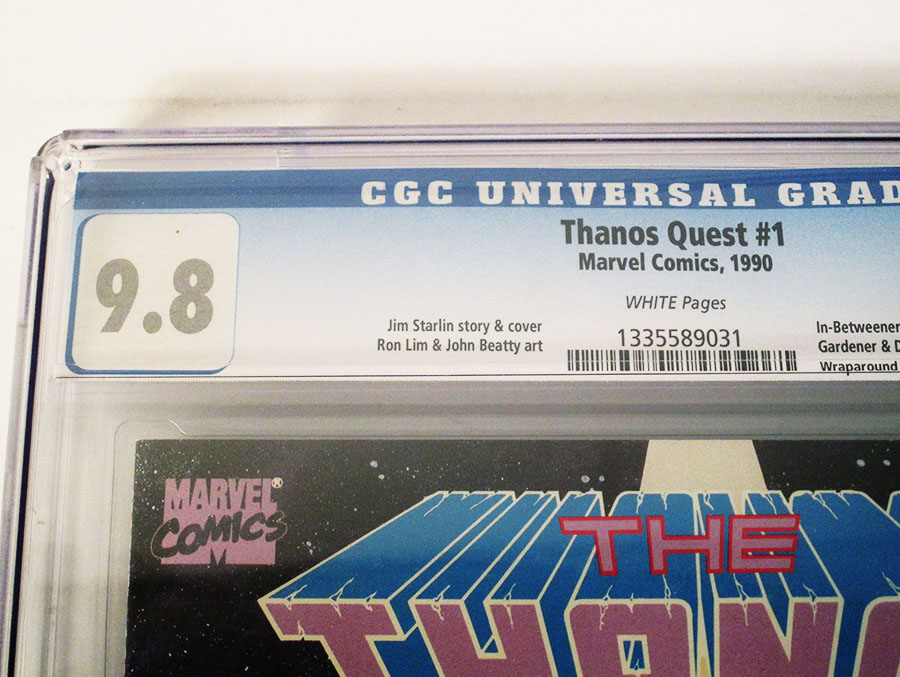 CGC UNIVERSAL GRAD
9.8
Thanos Quest #1
Marvel Comics, 1990
WHITE Pages
Jim Starlin story & cover
Ron Lim & John Beatty art
1335589031
In-Betweener
Gardener & D
Wraparound
MARVEL®
COMICS
M
THE
THANO